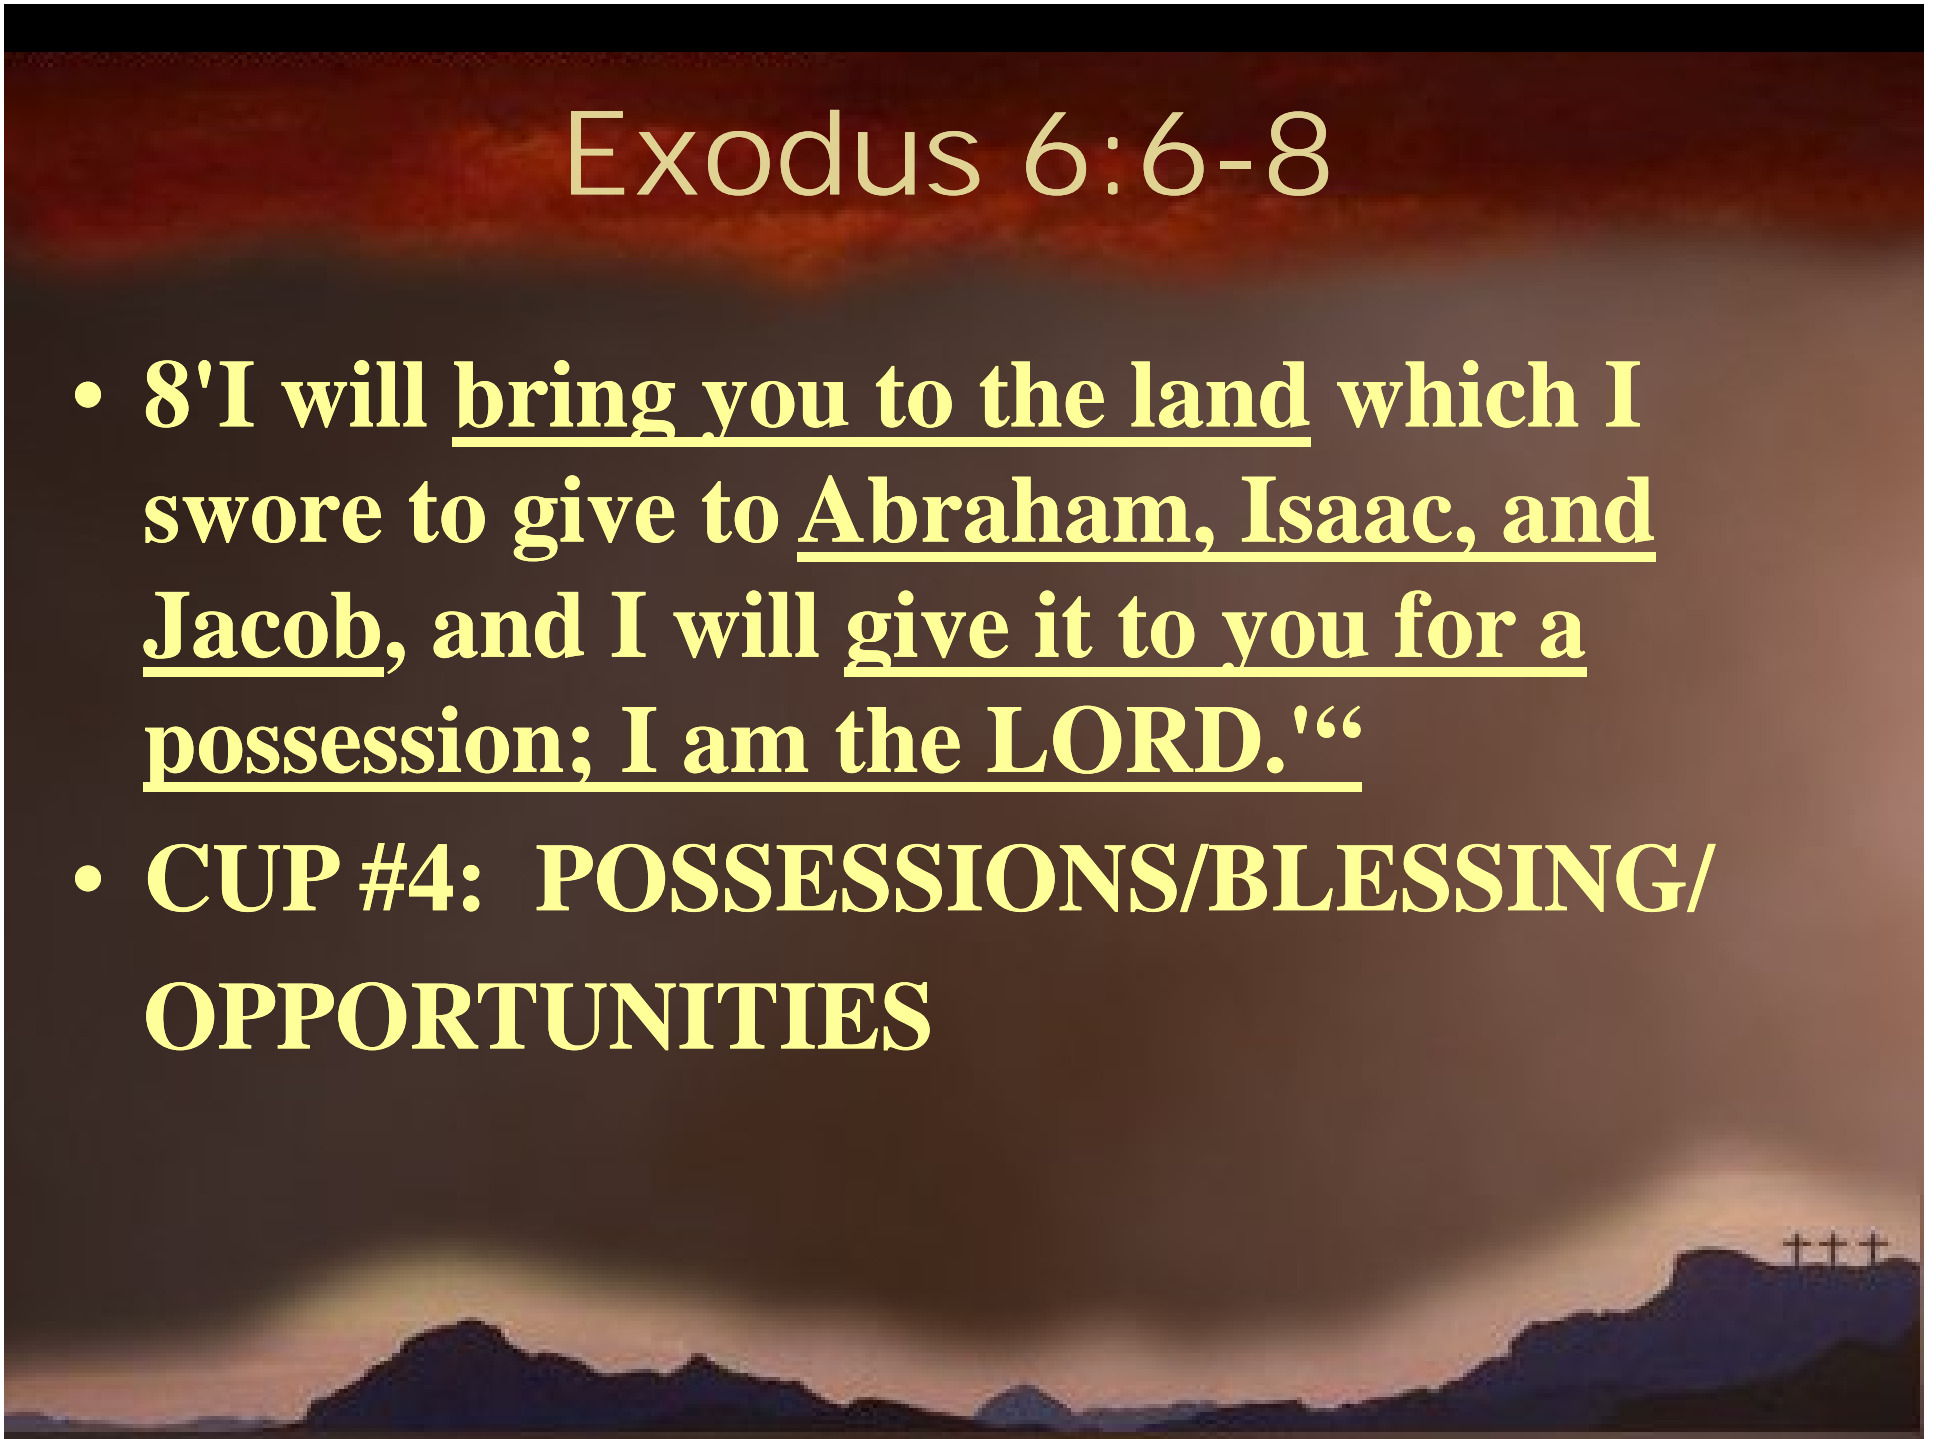 Exodus 6:6-8
• 8'I will bring you to the land which I
swore to give to Abraham, Isaac, and
Jacob, and I will give it to you for a
possession; I am the LORD.'“
• CUP #4:  POSSESSIONS/BLESSING/
OPPORTUNITIES